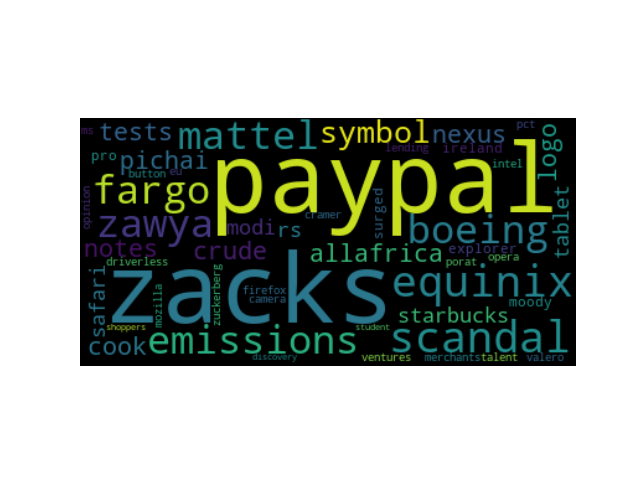 ms
tests
mattel
symbol
nexus
pct
logo
pro
pichai
button
eu
lending
ireland
intel
fargo
paypal
opinion
zawya
modi
rs
cramer
surged
boeing
tablet
notes
crude
allafrica
explorer
porat
opera
driverless
zacks
safari
mozilla
zuckerberg
firefox
camera
equinix
moody
starbucks
shoppers
student
cook
emissions
scandal
discovery
ventures
merchants
talent
valero